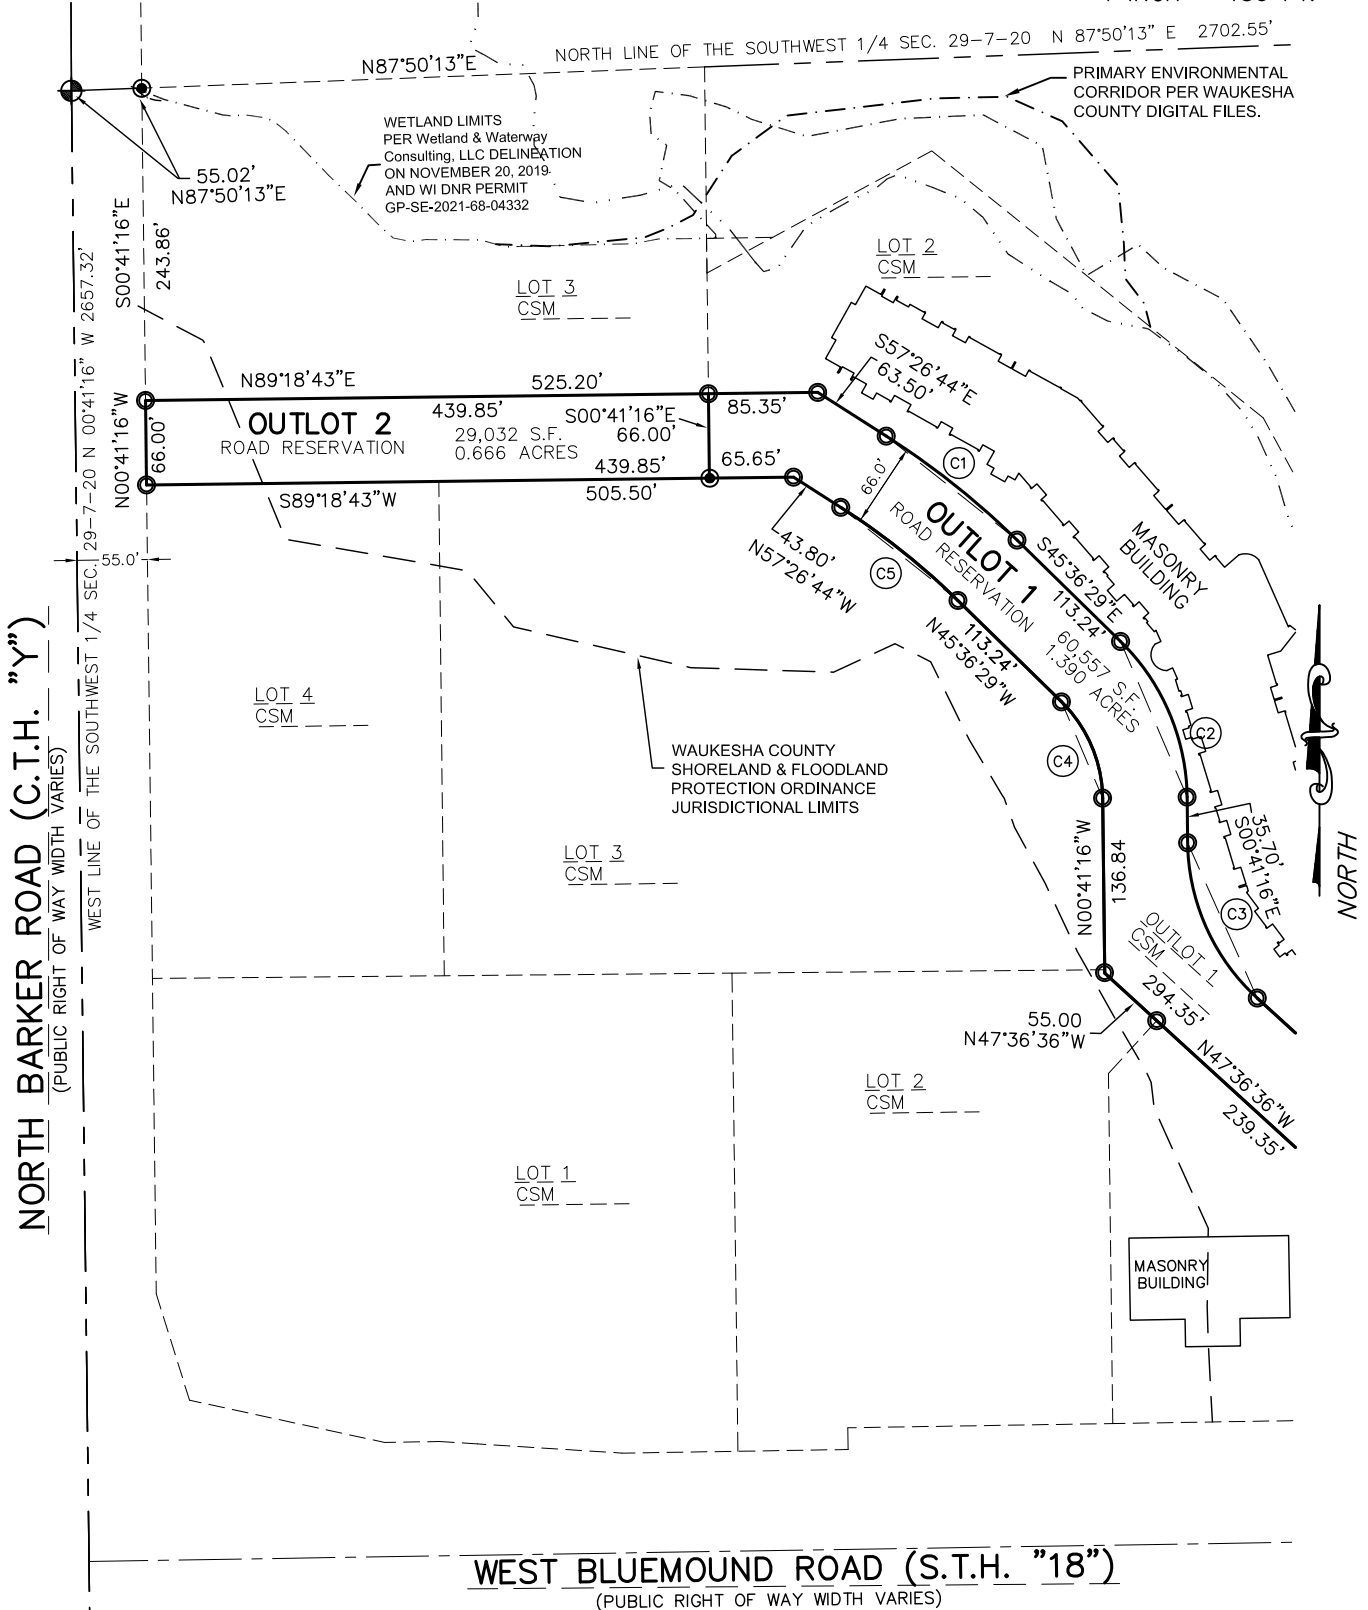 NORTH LINE OF THE SOUTHWEST 1/4 SEC. 29-7-20 N 87°50'13" E 2702.55'
N87°50'13"E
PRIMARY ENVIRONMENTAL
CORRIDOR PER WAUKESHA
COUNTY DIGITAL FILES.
WETLAND LIMITS
PER Wetland & Waterway
Consulting, LLC DELINEATION
ON NOVEMBER 20, 2019
AND WI DNR PERMIT
GP-SE-2021-68-04332
55.02'
N87°50'13"E
S00°41'16"E
243.86'
LOT 2
CSM
LOT 3
CSM
S57°26'44"E
63.50'
N89°18'43"E
525.20'
OUTLOT 2
ROAD RESERVATION
439.85'
29,032 S.F.
0.666 ACRES
S00°41'16"E
66.00'
85.35'
N00°41'16"W
66.00'
439.85'
65.65'
S89°18'43"W
505.50'
55.0'
C1
66.0'
OUTLOT 1
ROAD RESERVATION
60,557 S.F.
1.390 ACRES
S45°36'29"E
113.24'
MASONRY
BUILDING
43.80'
N57°26'44"W
C5
113.24'
N45°36'29"W
LOT 4
CSM
WAUKESHA COUNTY
SHORELAND & FLOODLAND
PROTECTION ORDINANCE
JURISDICTIONAL LIMITS
C2
C4
35.70'
S00°41'16"E
N00°41'16"W
136.84
C3
NORTH
LOT 3
CSM
OUTLOT 1
CSM
294.35'
55.00
N47°36'36"W
N47°36'36"W
239.35'
LOT 2
CSM
LOT 1
CSM
MASONRY
BUILDING
NORTH BARKER ROAD (C.T.H. "Y")
(PUBLIC RIGHT OF WAY WIDTH VARIES)
WEST LINE OF THE SOUTHWEST 1/4 SEC. 29-7-20 N 00°41'16" W 2657.32'
WEST BLUEMOUND ROAD (S.T.H. "18")
(PUBLIC RIGHT OF WAY WIDTH VARIES)